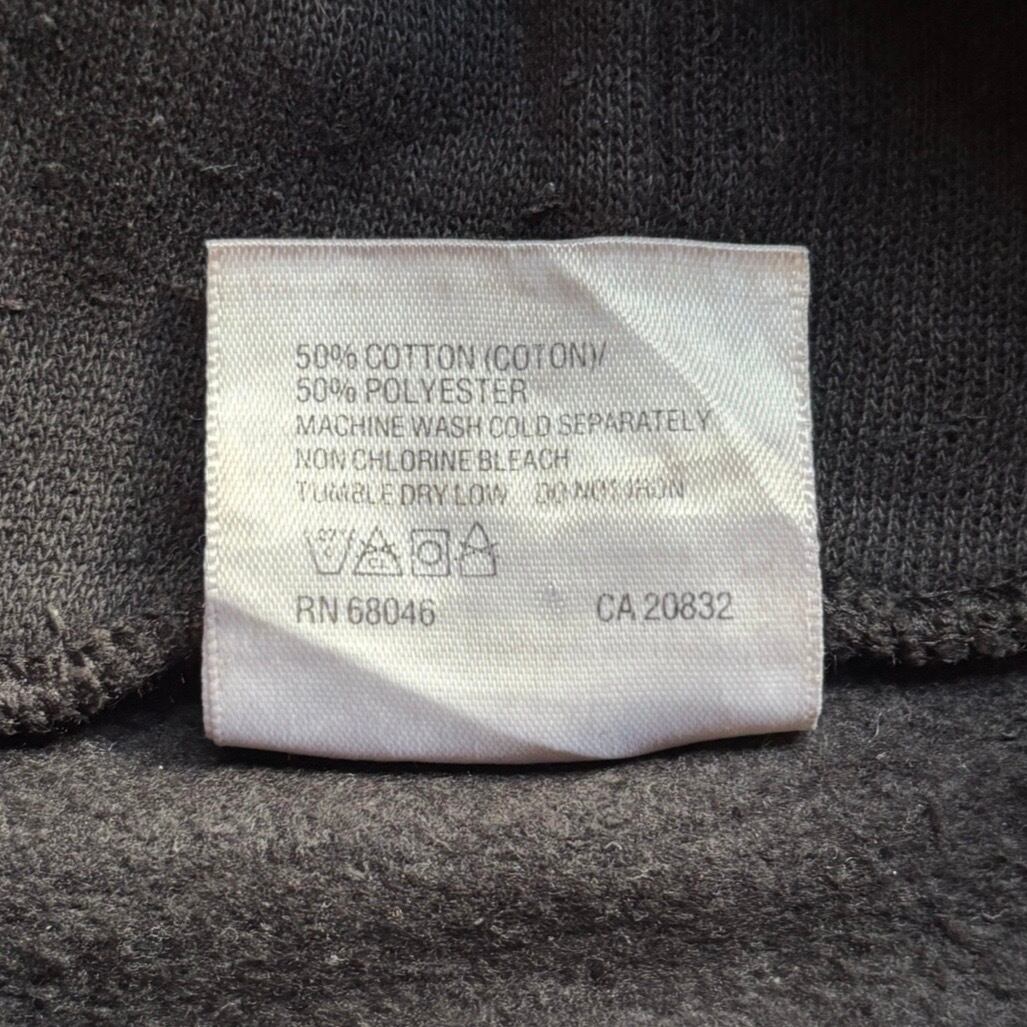 50% COTTON (COTON)/
50% POLYESTER
MACHINE WASH COLD SEPARATELY
NON CHLORINE BLEACH
TUMBLE DRY LOW DO NOT IRON
CL
RN 68046 CA 20832